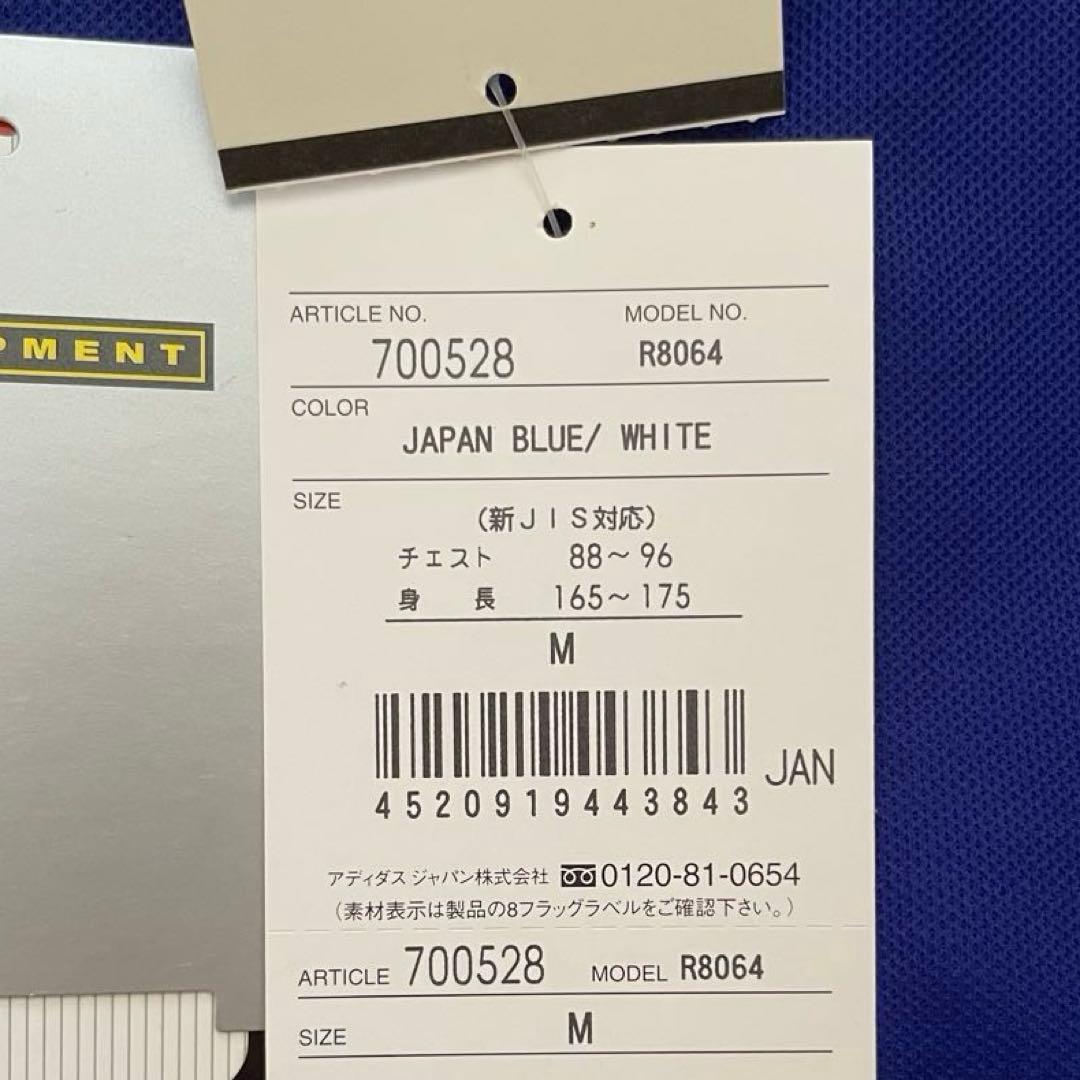 PMENT
ARTICLE NO. MODEL NO.
700528 R8064
COLOR
JAPAN BLUE/ WHITE
SIZE
(新JIS対応)
チェスト 88～96
身 長 165～175
M
JAN
4520919443843
アディダス ジャパン株式会社 0120-81-0654
(素材表示は製品の8フラッグラベルをご確認下さい。)
ARTICLE 700528 MODEL R8064
SIZE M